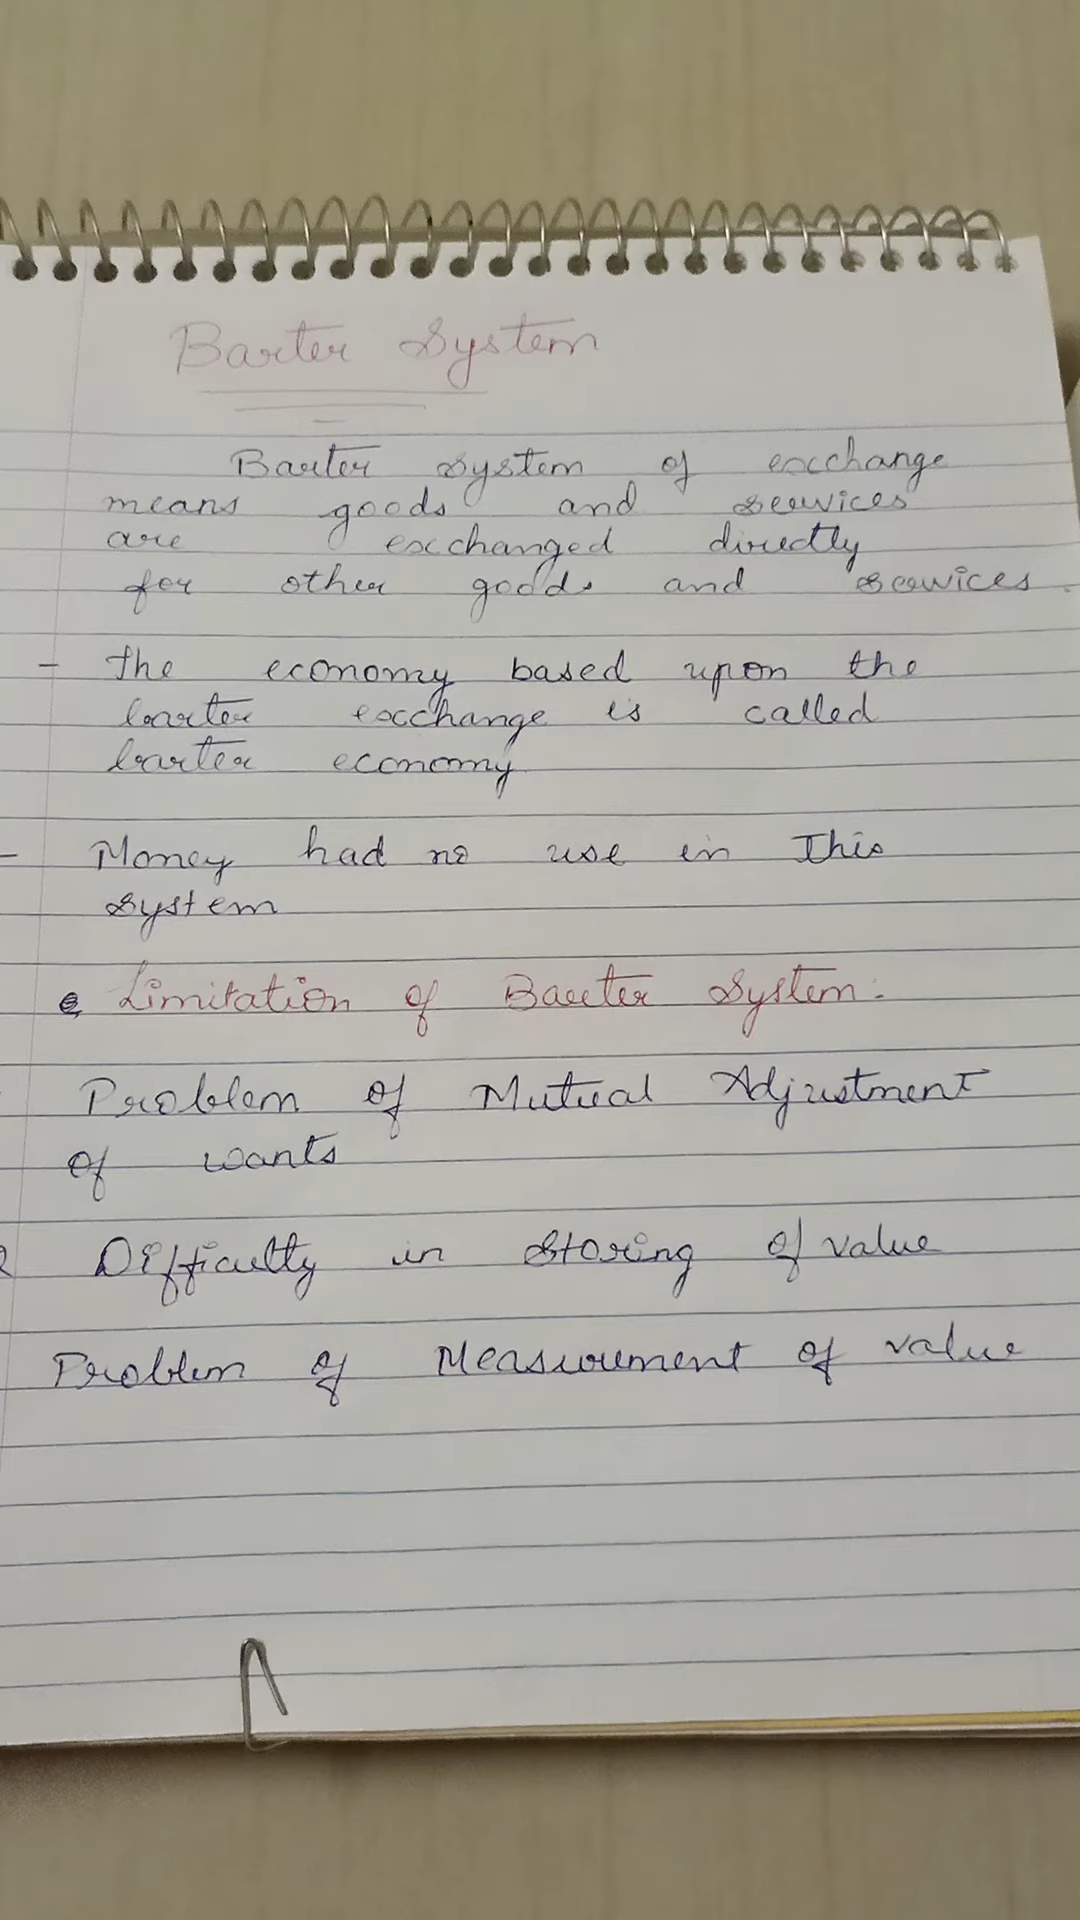 Barter System
Barter system of exchange
means goods and services
are exchanged directly
for other goods and services.
- the economy based upon the
barter exchange is called
barter economy
- Money had no use in This
System
Limitation of Barter System:
Problem of Mutual Adjustment
of wants
2 Difficulty in Storing of value
Problem of Measurement of value